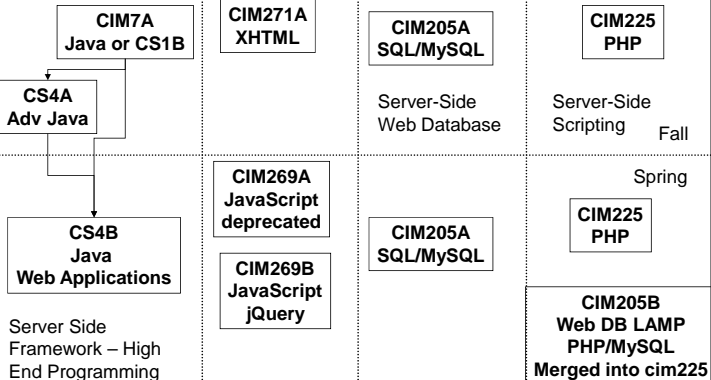 CIM7A
Java or CS1B
CIM271A
XHTML
CIM205A
SQL/MySQL
CIM225
PHP
CS4A
Adv Java
Server-Side
Web Database
Server-Side
Scripting
Fall
Spring
CIM269A
JavaScript
deprecated
CS4B
Java
Web Applications
CIM269B
JavaScript
jQuery
CIM205A
SQL/MySQL
CIM225
PHP
CIM205B
Web DB LAMP
PHP/MySQL
Merged into cim225
Server Side
Framework – High
End Programming